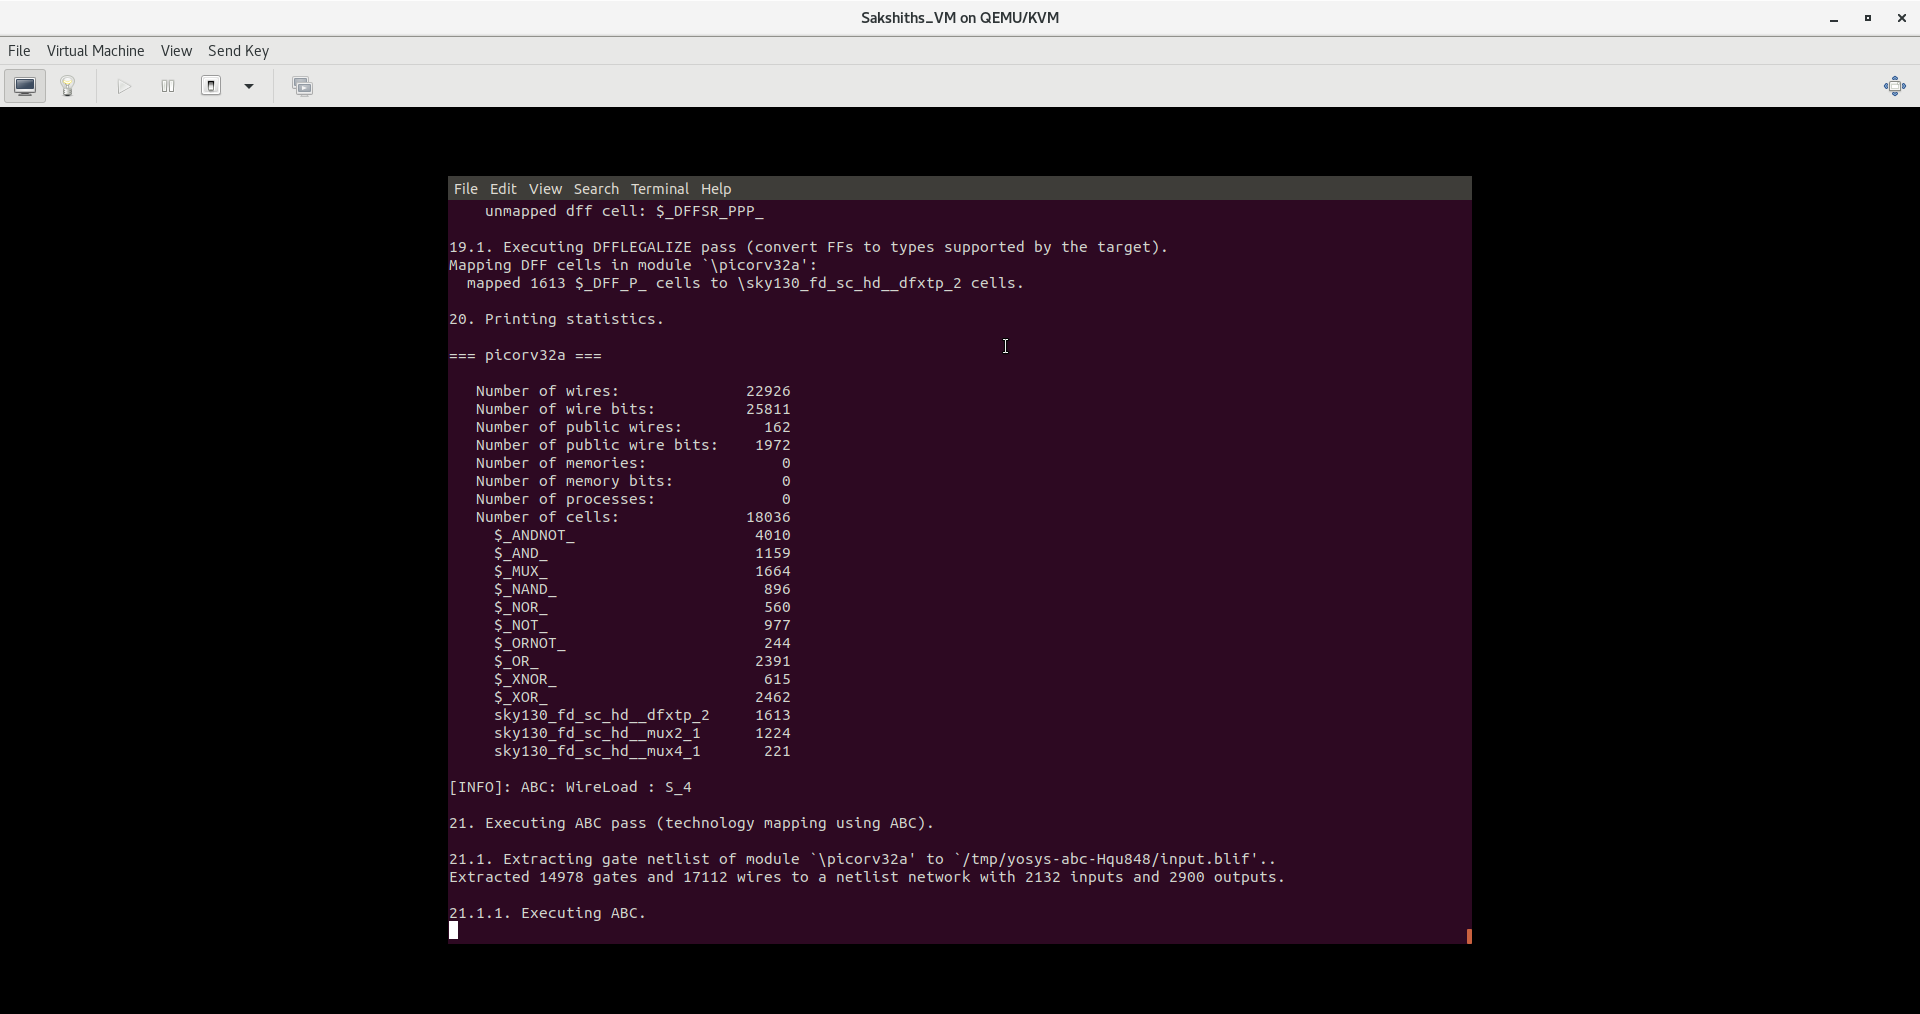 Sakshiths_VM on QEMU/KVM
File Virtual Machine View Send Key
File Edit View Search Terminal Help
    unmapped dff cell: $_DFFSR_PPP_
19.1. Executing DFFLEGALIZE pass (convert FFs to types supported by the target).
Mapping DFF cells in module `\picorv32a':
  mapped 1613 $_DFF_P_ cells to \sky130_fd_sc_hd__dfxtp_2 cells.
20. Printing statistics.
=== picorv32a ===
   Number of wires:              22926
   Number of wire bits:          25811
   Number of public wires:         162
   Number of public wire bits:    1972
   Number of memories:               0
   Number of memory bits:            0
   Number of processes:              0
   Number of cells:              18036
     $_ANDNOT_                    4010
     $_AND_                       1159
     $_MUX_                       1664
     $_NAND_                       896
     $_NOR_                        560
     $_NOT_                        977
     $_ORNOT_                      244
     $_OR_                        2391
     $_XNOR_                       615
     $_XOR_                       2462
     sky130_fd_sc_hd__dfxtp_2     1613
     sky130_fd_sc_hd__mux2_1      1224
     sky130_fd_sc_hd__mux4_1       221
[INFO]: ABC: WireLoad : S_4
21. Executing ABC pass (technology mapping using ABC).
21.1. Extracting gate netlist of module `\picorv32a' to `/tmp/yosys-abc-Hqu848/input.blif'..
Extracted 14978 gates and 17112 wires to a netlist network with 2132 inputs and 2900 outputs.
21.1.1. Executing ABC.